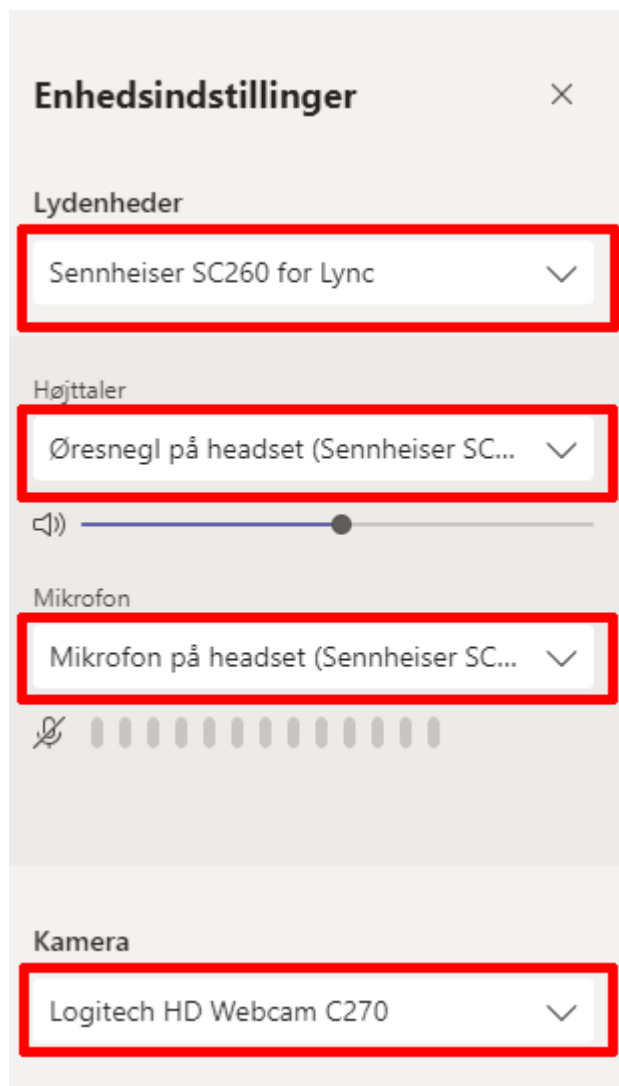 Enhedsindstillinger
Lydenheder
Sennheiser SC260 for Lync
Højttaler
Øresnegl på headset (Sennheiser SC...
Mikrofon
Mikrofon på headset (Sennheiser SC...
Kamera
Logitech HD Webcam C270